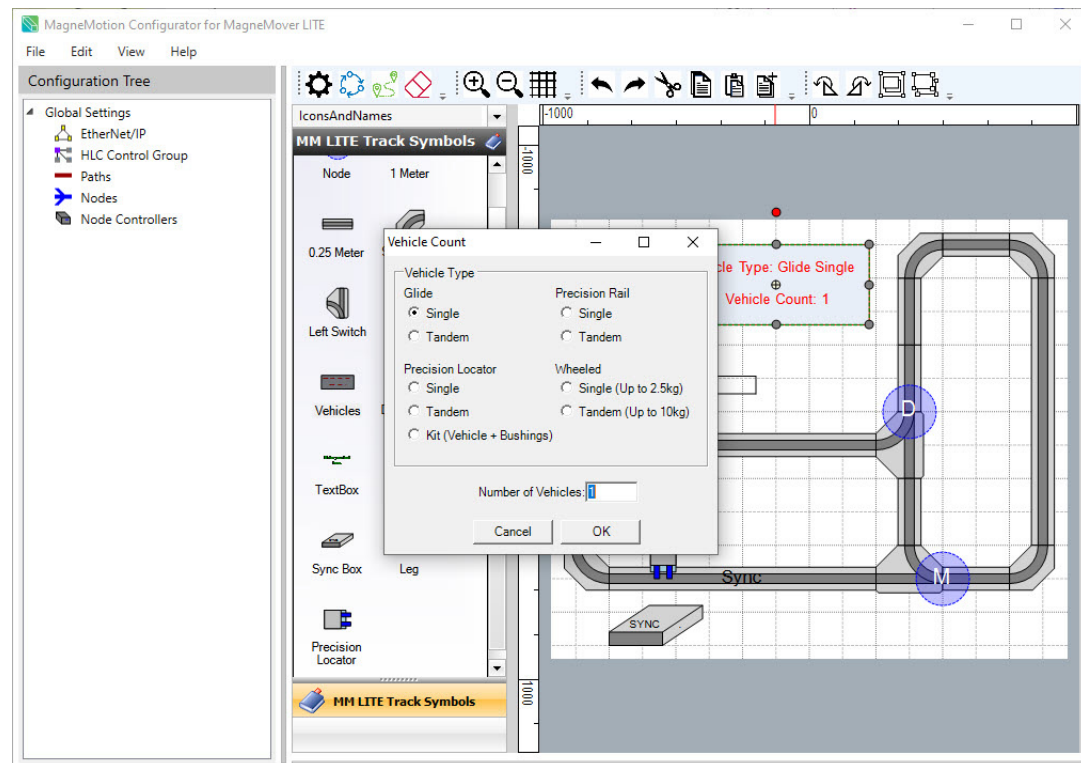 MagneMotion Configurator for MagneMover LITE
File Edit View Help
Configuration Tree
Global Settings
EtherNet/IP
HLC Control Group
Paths
Nodes
Node Controllers
IconsAndNames
MM LITE Track Symbols
Node 1 Meter
0.25 Meter
Left Switch
Vehicles
TextBox
Sync Box Leg
Precision
Locator
MM LITE Track Symbols
-1000 0
-1000
1000
Vehicle Count
Vehicle Type
Glide
Single
Tandem
Precision Rail
Single
Tandem
Precision Locator
Single
Tandem
Kit (Vehicle + Bushings)
Wheeled
Single (Up to 2.5kg)
Tandem (Up to 10kg)
Number of Vehicles: 1
Cancel OK
Type: Glide Single
Vehicle Count: 1
D
M
Sync
SYNC